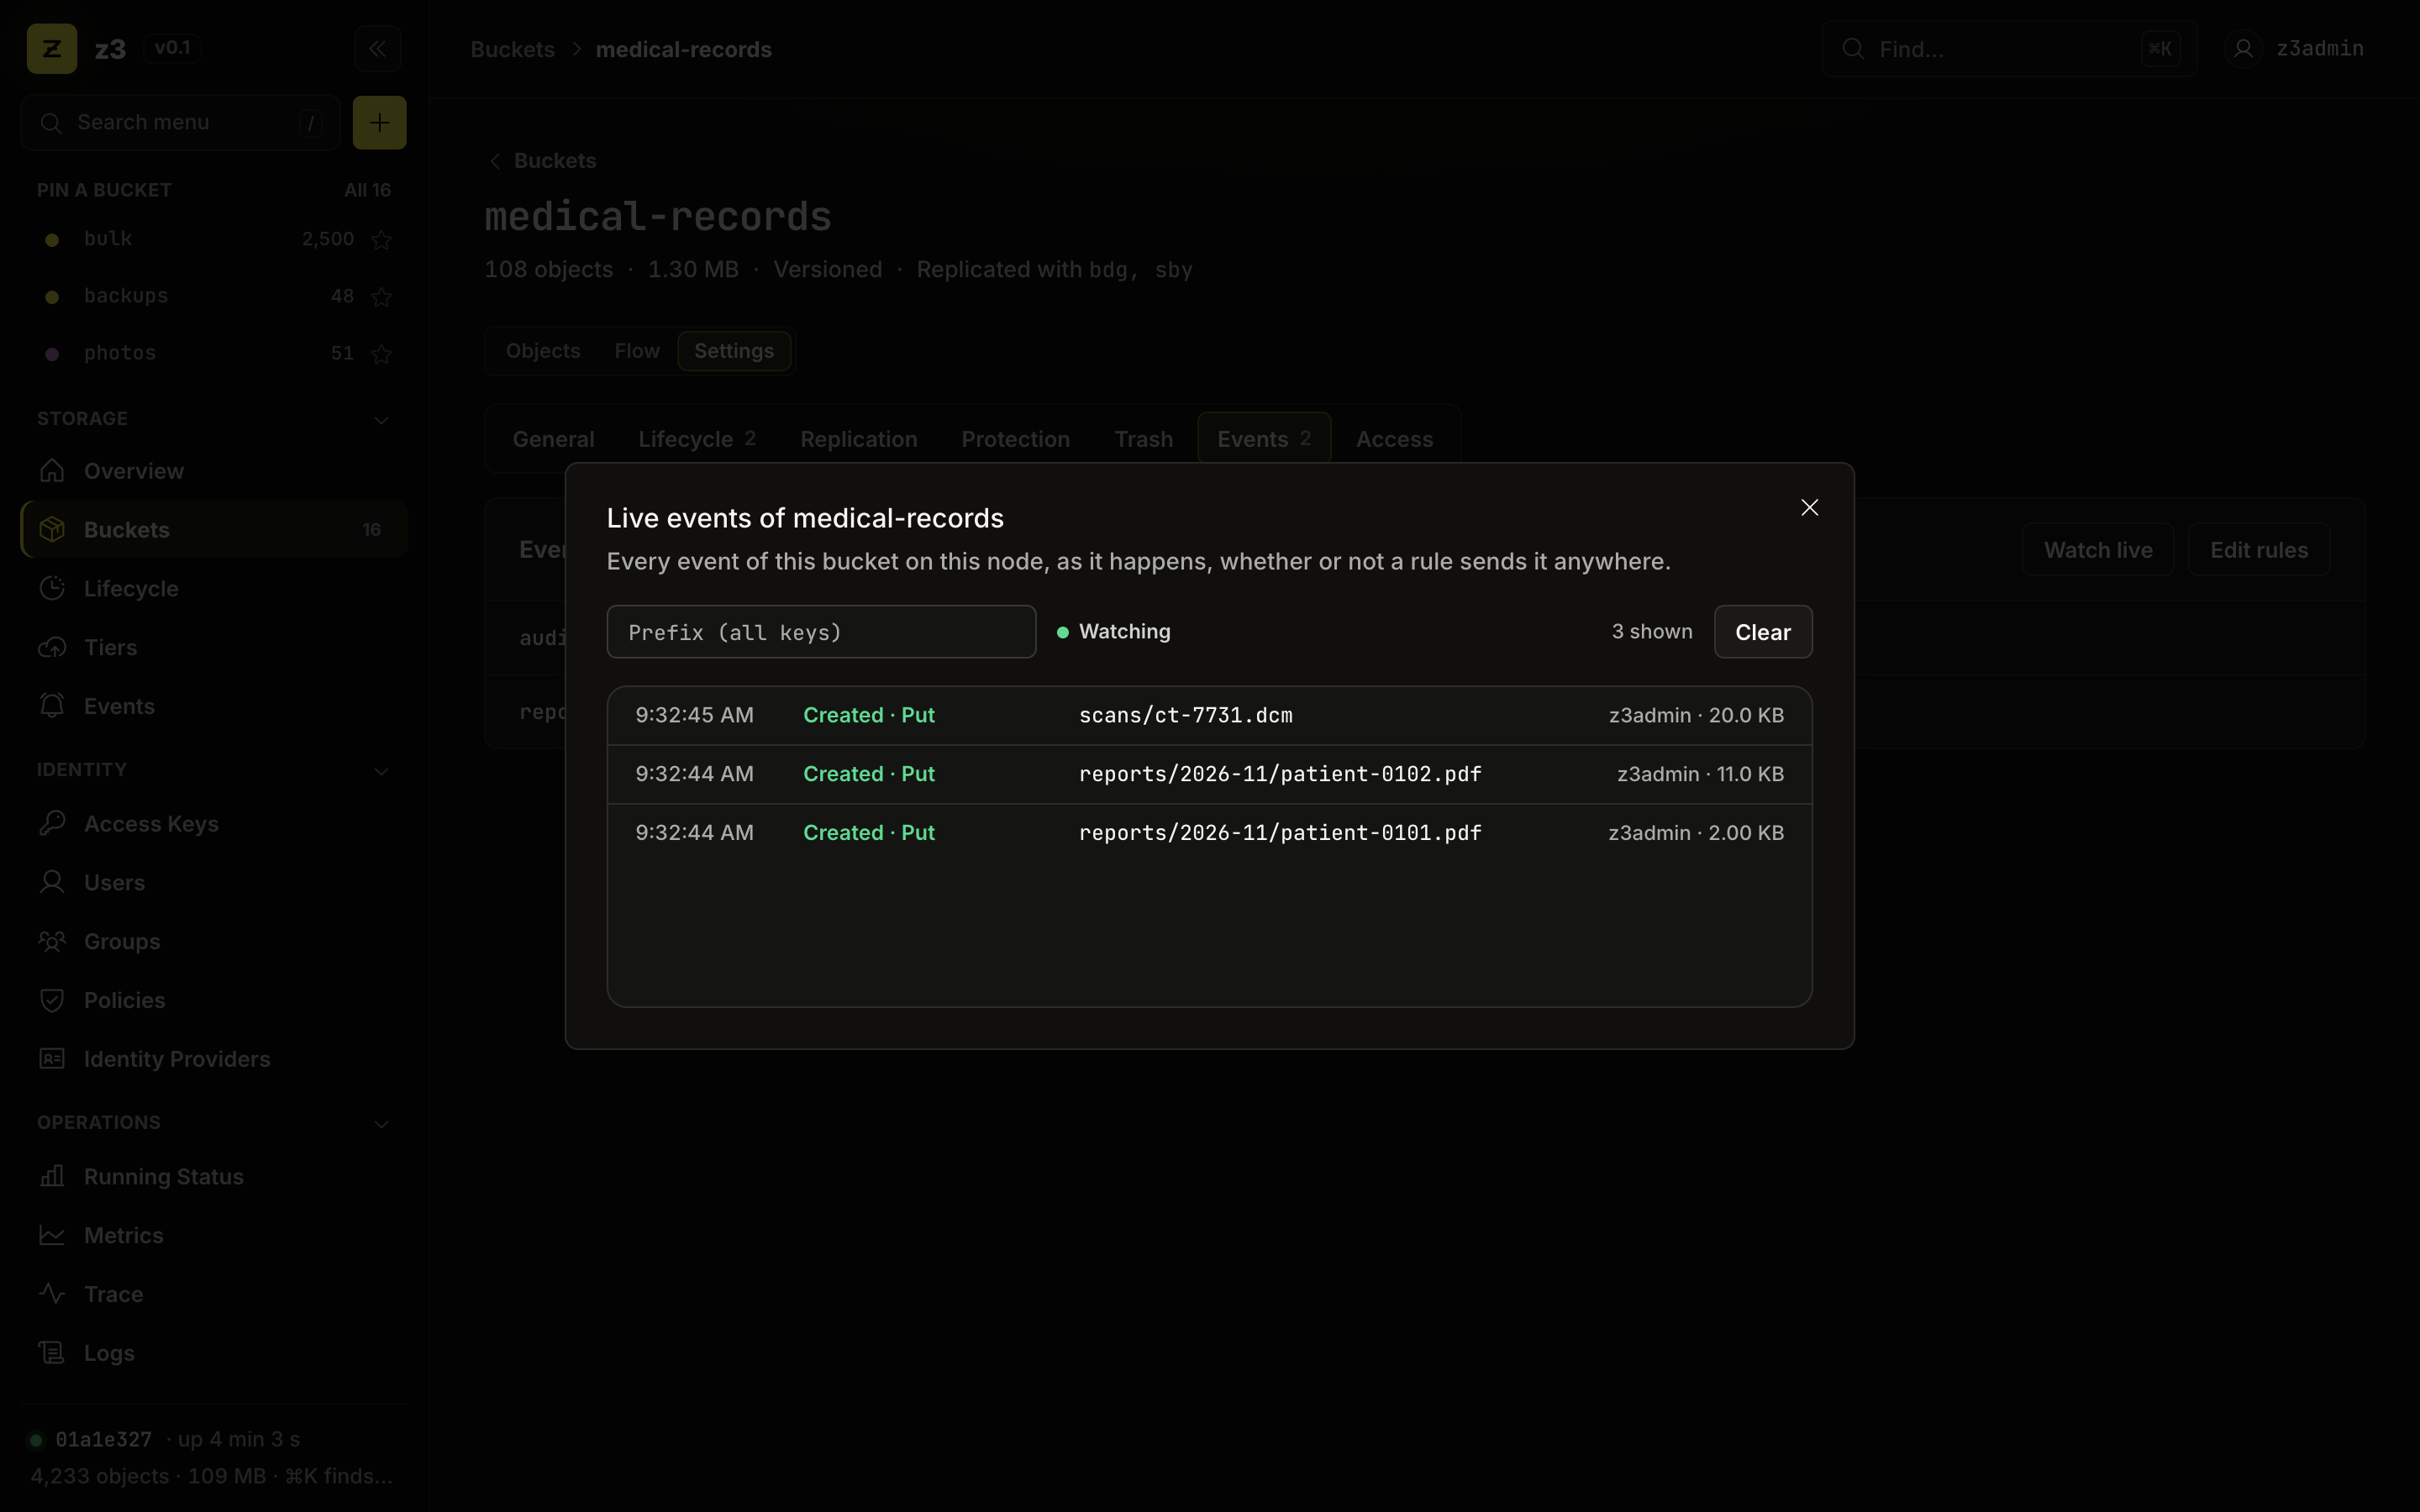 z3 v0.1
Search menu /
PIN A BUCKET All 16
bulk 2,500
backups 48
photos 51
STORAGE
Overview
Buckets 16
Lifecycle
Tiers
Events
IDENTITY
Access Keys
Users
Groups
Policies
Identity Providers
OPERATIONS
Running Status
Metrics
Trace
Logs
01a1e327 · up 4 min 3 s
4,233 objects · 109 MB · ⌘K finds...
Buckets > medical-records
Find... ⌘K z3admin
Buckets
medical-records
108 objects · 1.30 MB · Versioned · Replicated with bdg, sby
Objects Flow Settings
General Lifecycle 2 Replication Protection Trash Events 2 Access
Watch live Edit rules
Live events of medical-records
Every event of this bucket on this node, as it happens, whether or not a rule sends it anywhere.
Prefix (all keys) Watching 3 shown Clear
9:32:45 AM Created · Put scans/ct-7731.dcm z3admin · 20.0 KB
9:32:44 AM Created · Put reports/2026-11/patient-0102.pdf z3admin · 11.0 KB
9:32:44 AM Created · Put reports/2026-11/patient-0101.pdf z3admin · 2.00 KB